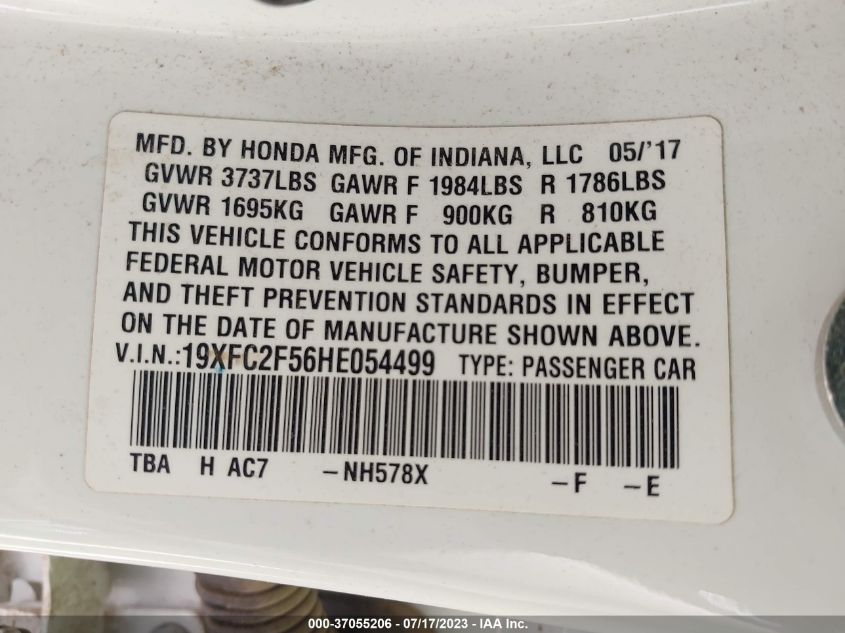 MFD. BY HONDA MFG. OF INDIANA, LLC 05/'17
GVWR 3737LBS GAWR F 1984LBS R 1786LBS
GVWR 1695KG GAWR F 900KG R 810KG
THIS VEHICLE CONFORMS TO ALL APPLICABLE
FEDERAL MOTOR VEHICLE SAFETY, BUMPER,
AND THEFT PREVENTION STANDARDS IN EFFECT
ON THE DATE OF MANUFACTURE SHOWN ABOVE.
V.I.N.:19XFC2F56HE054499 TYPE: PASSENGER CAR
TBA H AC7 –NH578X –F –E
000-37055206 - 07/17/2023 - IAA Inc.